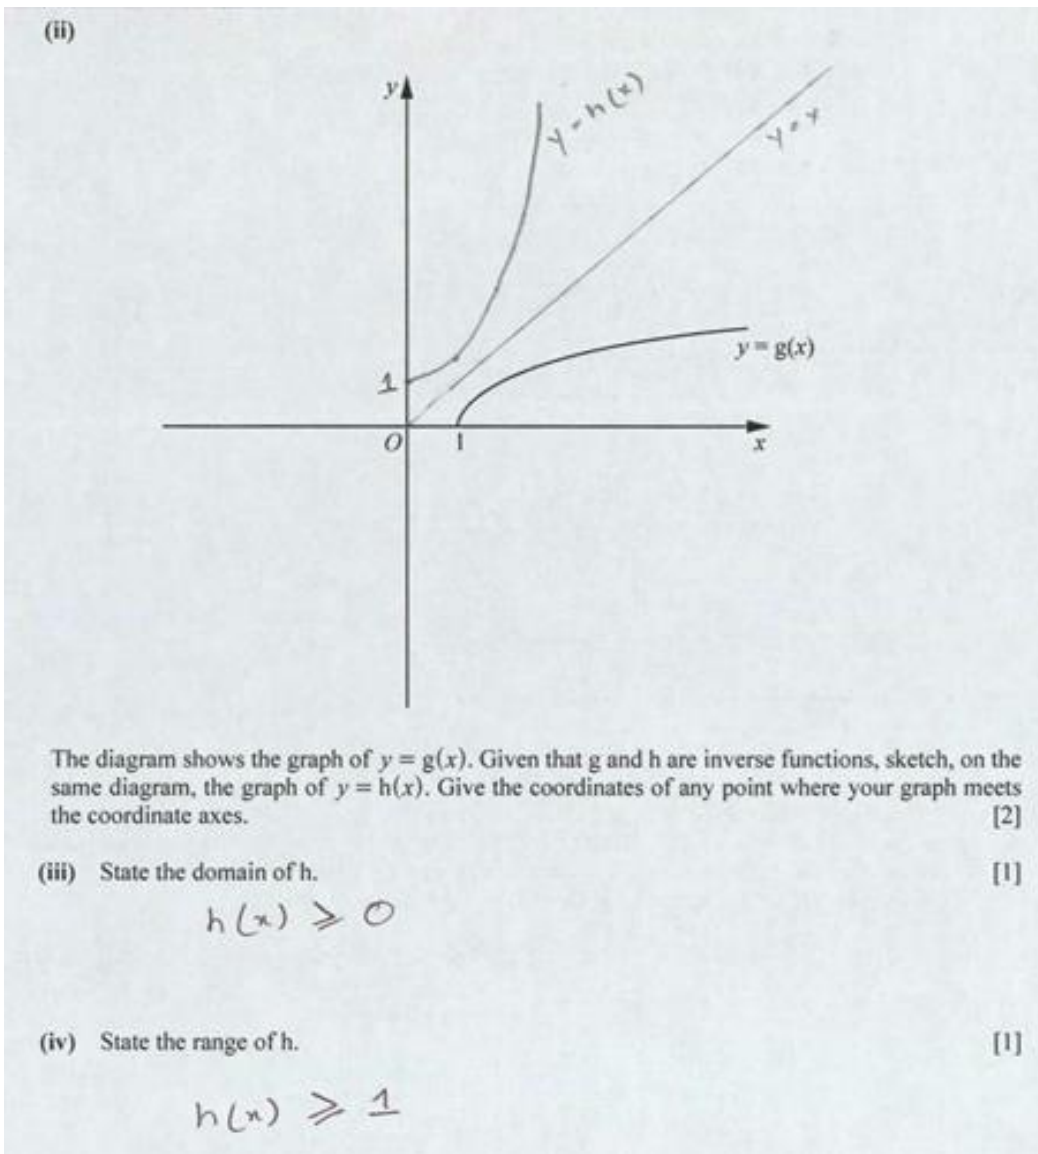 (ii)
y
y = h(x)
y = x
y = g(x)
1
O
1
x
The diagram shows the graph of y = g(x). Given that g and h are inverse functions, sketch, on the
same diagram, the graph of y = h(x). Give the coordinates of any point where your graph meets
the coordinate axes. [2]
(iii) State the domain of h. [1]
h(x) ⩾ 0
(iv) State the range of h. [1]
h(x) ⩾ 1